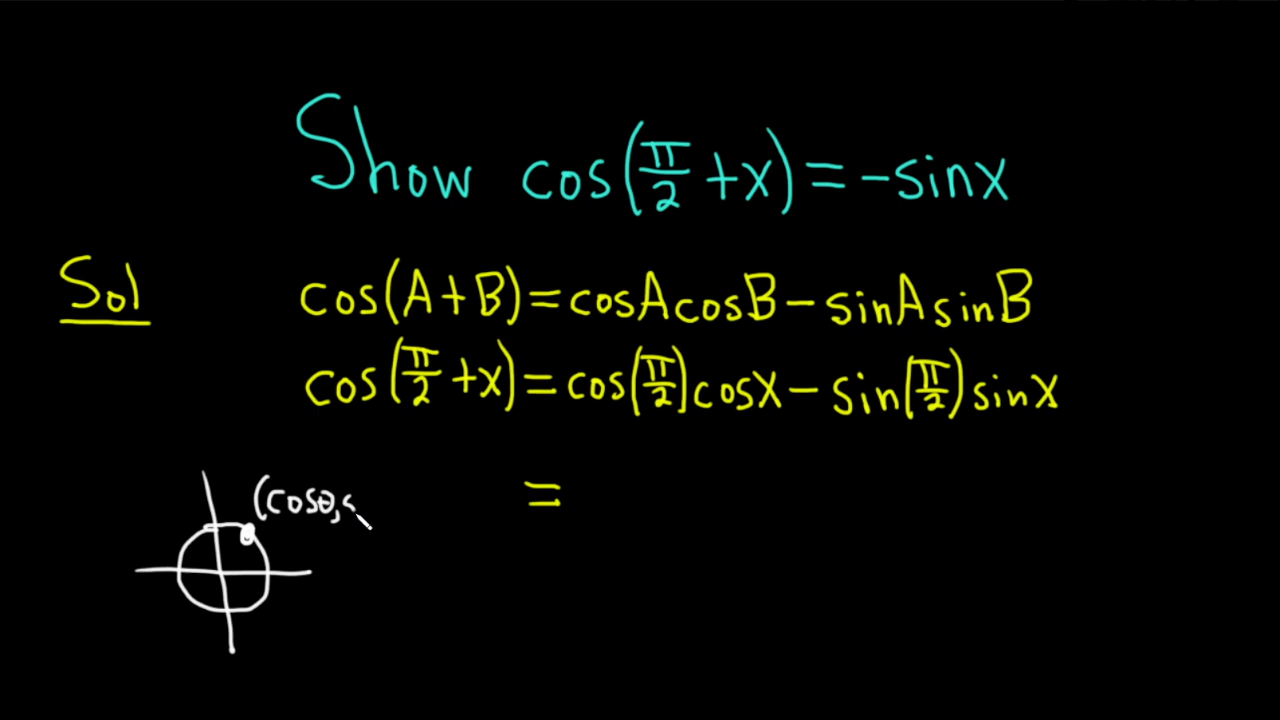 Show cos(π/2 +x) = -sinx
Sol
cos(A+B) = cosAcosB - sinAsinB
cos(π/2 +x) = cos(π/2)cosx - sin(π/2)sinx
=
(cosθ, s